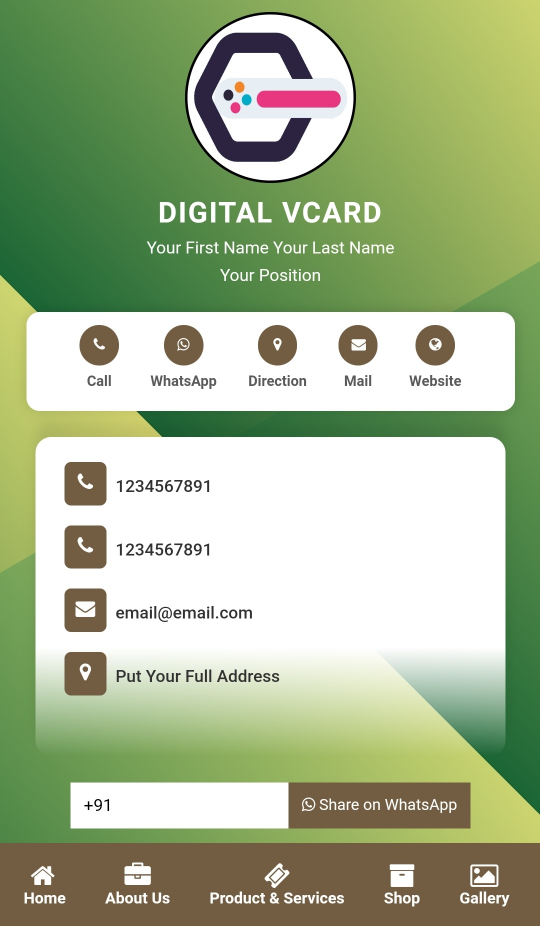 DIGITAL VCARD
Your First Name Your Last Name
Your Position
Call WhatsApp Direction Mail Website
1234567891
1234567891
email@email.com
Put Your Full Address
+91 Share on WhatsApp
Home About Us Product & Services Shop Gallery